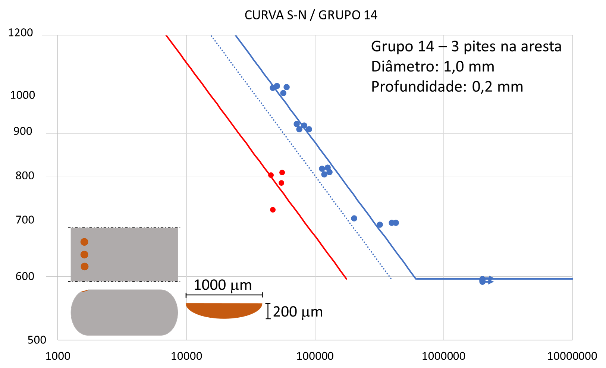 CURVA S-N / GRUPO 14
1200
Grupo 14 – 3 pites na aresta
Diâmetro: 1,0 mm
Profundidade: 0,2 mm
1000
900
800
700
600
1000 µm
200 µm
500
1000
10000
100000
1000000
10000000